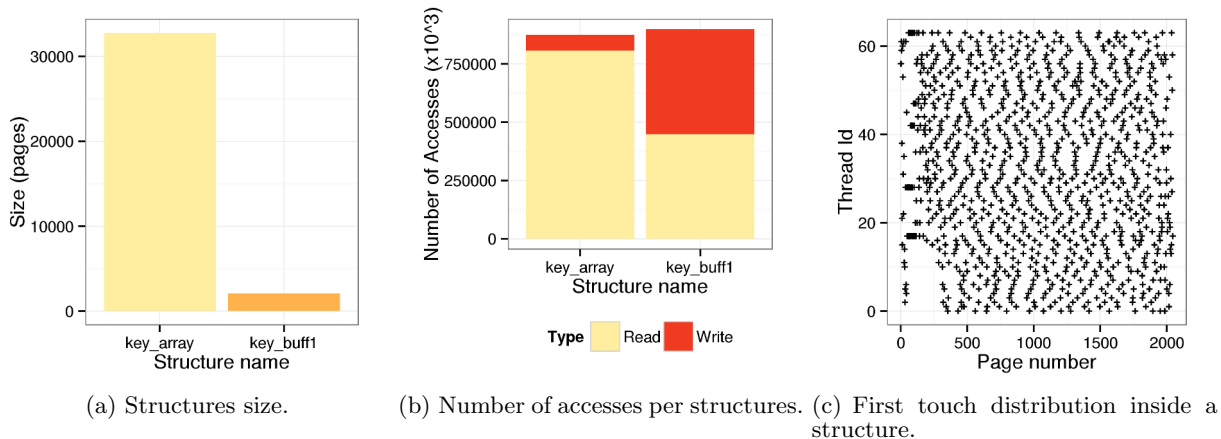 30000
20000
10000
0
Size (pages)
key_array
key_buff1
Structure name
(a) Structures size.
750000
500000
250000
0
Number of Accesses (x10^3)
key_array
key_buff1
Structure name
Type Read Write
(b) Number of accesses per structures.
60
40
20
0
Thread Id
0 500 1000 1500 2000
Page number
(c) First touch distribution inside a
structure.